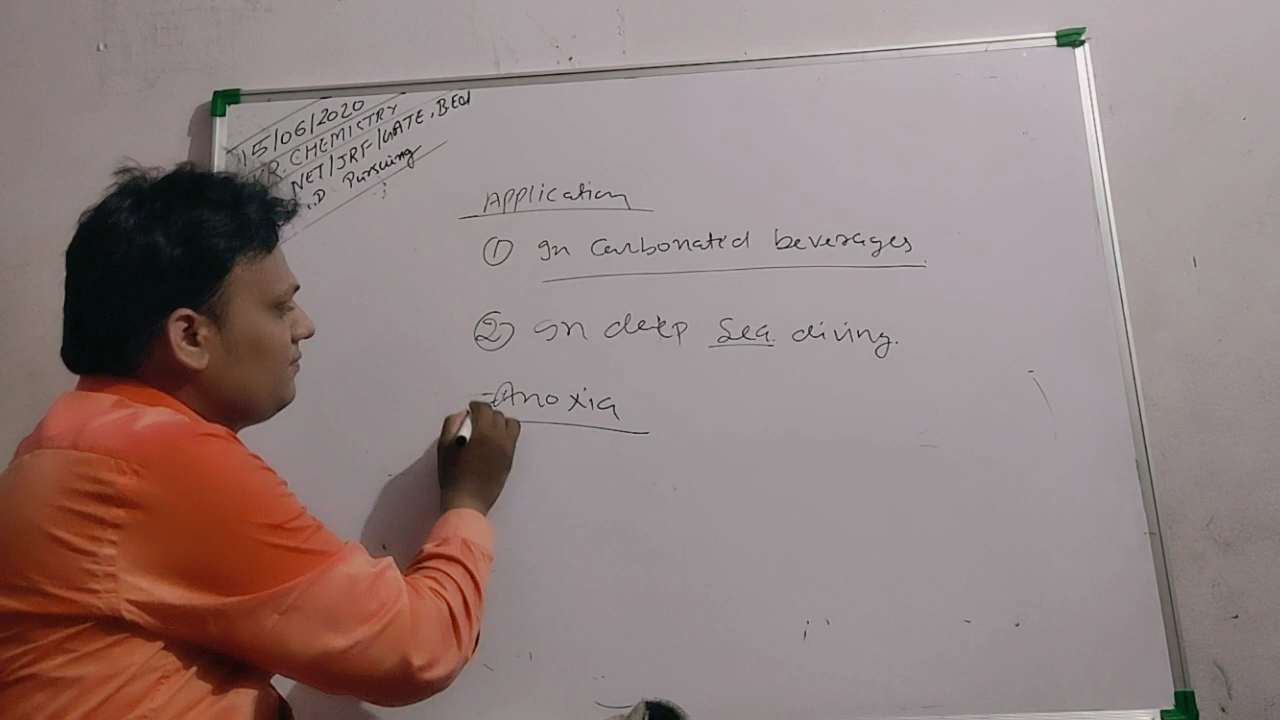 15/06/2020
KR. CHEMISTRY
NET/JRF/GATE, BEd
.D Pursuing
Application
① In Carbonated beverages
② In deep Sea diving.
Anoxia